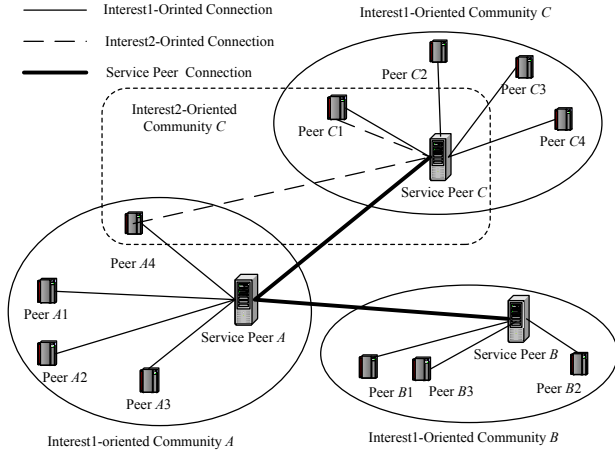 Interest1-Orinted Connection
Interest2-Orinted Connection
Service Peer Connection
Interest1-Oriented Community C
Peer C2
Peer C3
Interest2-Oriented
Community C
Peer C1
Peer C4
Service Peer C
Peer A4
Peer A1
Service Peer A
Peer A2
Peer A3
Service Peer B
Peer B1
Peer B3
Peer B2
Interest1-oriented Community A
Interest1-Oriented Community B